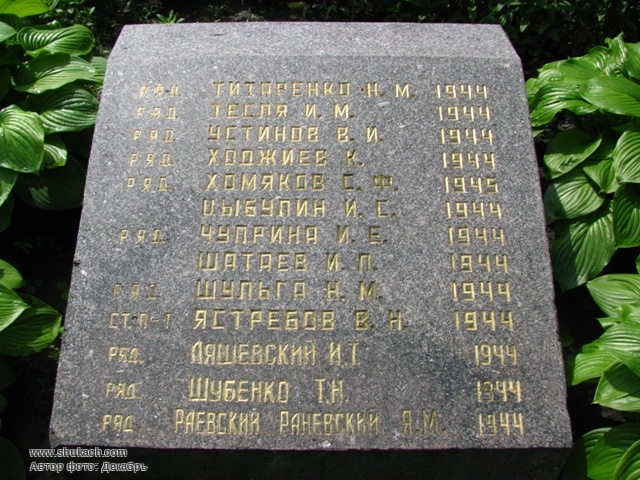 РЯД. ТИТАРЕНКО Н. М. 1944
РЯД. ТЕСЛЯ И. М. 1944
РЯД. УСТИНОВ В. И. 1944
РЯД. ХОДЖИЕВ К. 1944
РЯД. ХОМЯКОВ С. Ф. 1945
ЦЫБУЛИН И. С. 1944
РЯД. ЧУПРИНА И. Е. 1944
ШАТАЕВ И. П. 1944
РЯД. ШУЛЬГА Н. М. 1944
СТ. Л-Т ЯСТРЕБОВ В. Н. 1944
РЯД. ЛЯШЕВСКИЙ И.Т 1944
РЯД. ШУБЕНКО Т.Н. 1944
РЯД. РАЕВСКИЙ РАНЕВСКИЙ Я.М. 1944
www.shukach.com
Автор фото: Декабрь